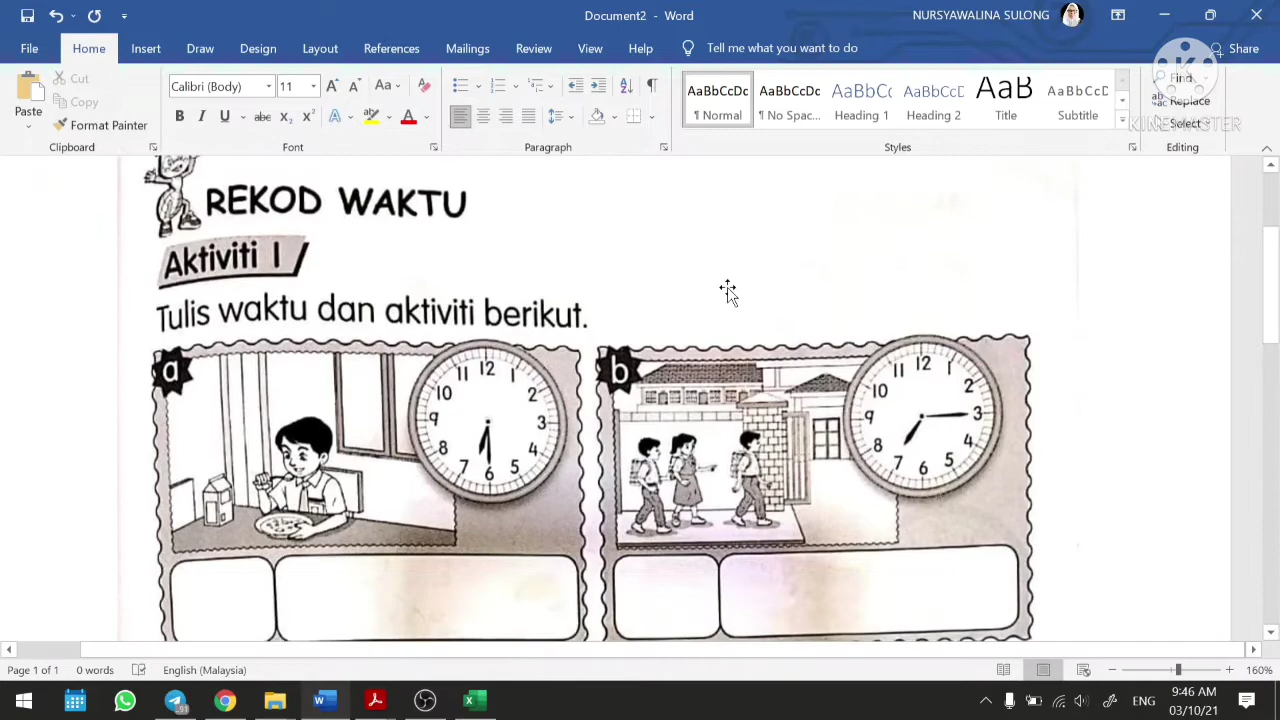 Document2 - Word
NURSYAWALINA SULONG
File Home Insert Draw Design Layout References Mailings Review View Help Tell me what you want to do Share
Paste
Cut
Copy
Format Painter
Clipboard
Calibri (Body) 11
Font
Paragraph
AaBbCcDc
¶ Normal
AaBbCcDc
¶ No Spac...
AaBbCc
Heading 1
AaBbCcD
Heading 2
AaB
Title
AaBbCcD
Subtitle
Styles
Find
Replace
Select
Editing
KINEMASTER
REKOD WAKTU
Aktiviti 1
Tulis waktu dan aktiviti berikut.
a
12 1 2 3 4 5 6 7 8 9 10 11
b
12 1 2 3 4 5 6 7 8 9 10 11
Page 1 of 1 0 words English (Malaysia) 160%
ENG
9:46 AM
03/10/21